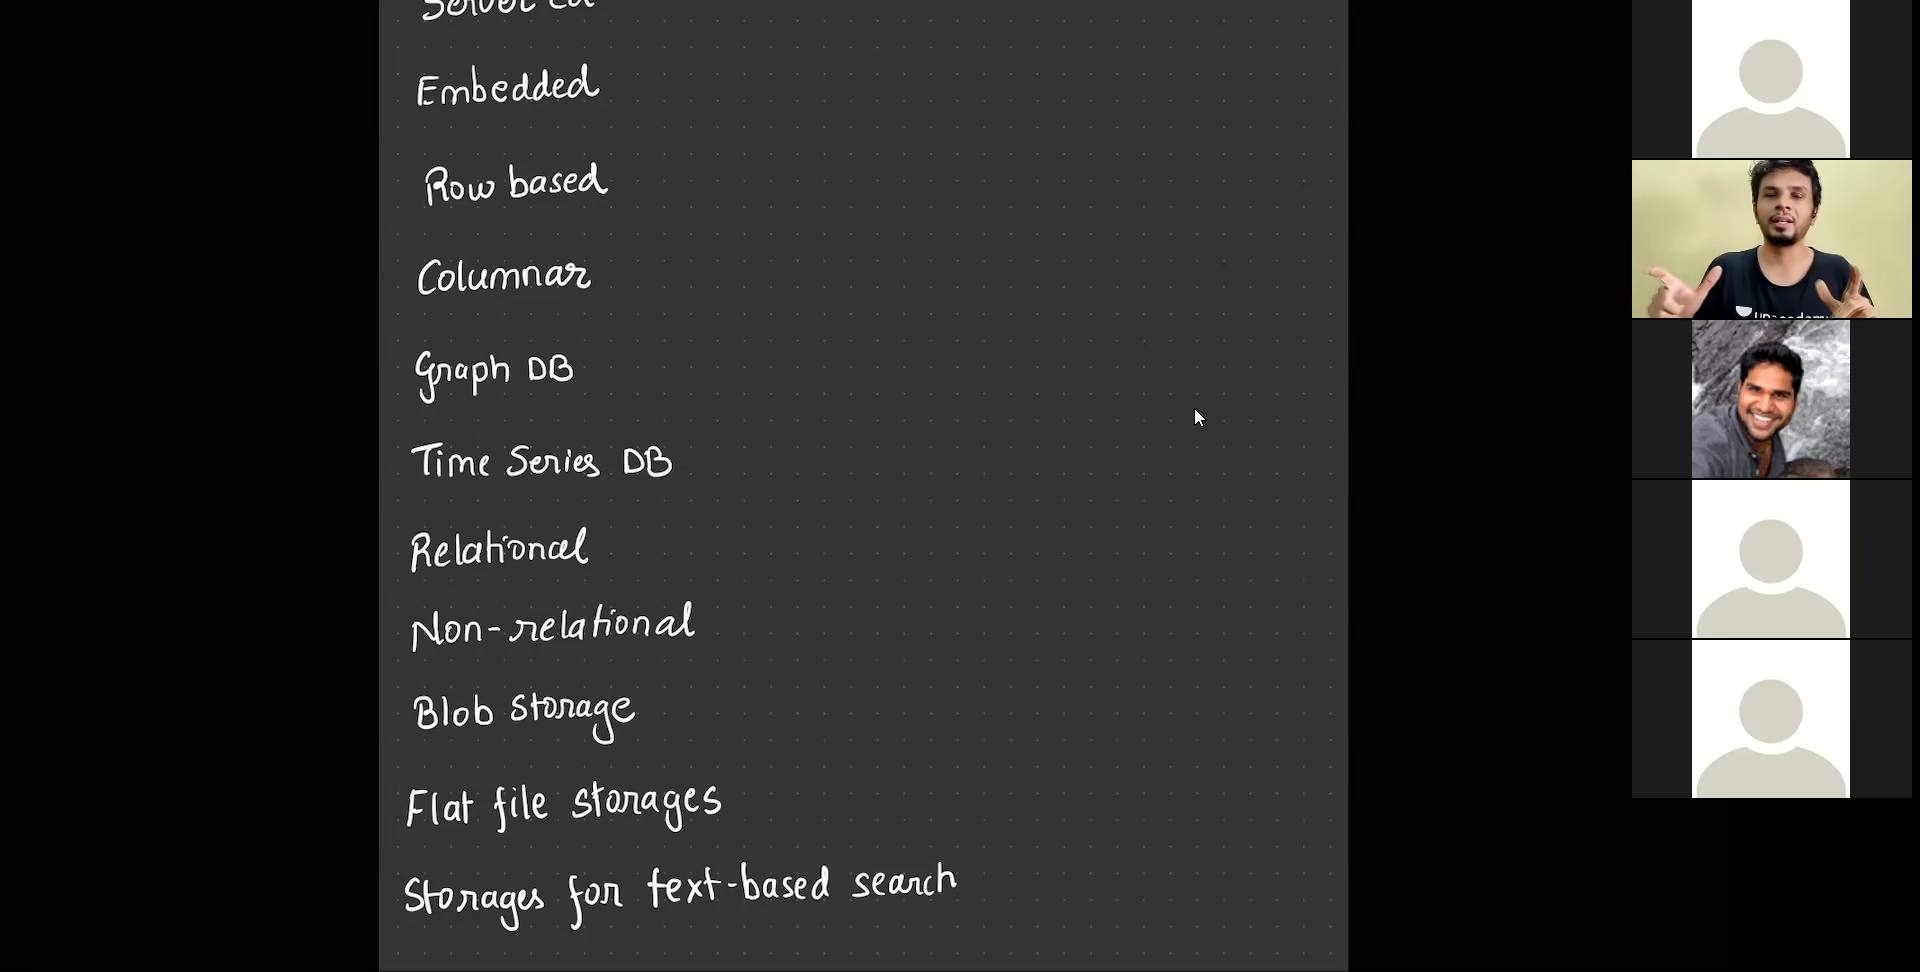 Embedded
Row based
Columnar
Graph DB
Time Series DB
Relational
Non-relational
Blob storage
Flat file storages
Storages for text-based search